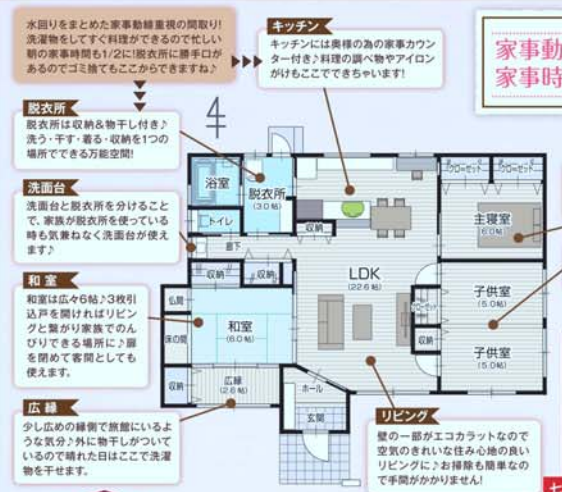 水回りをまとめた家事動線重視の間取り!
洗濯物をしてすぐ料理ができるので忙しい
朝の家事時間も1/2に!脱衣所に勝手口が
あるのでゴミ捨てもここからできますね♪
キッチン
キッチンには奥様の為の家事カウン
ター付き♪料理の調べ物やアイロン
がけもここでできちゃいます!
家事動
家事時
脱衣所
脱衣所は収納&物干し付き♪
洗う・干す・着る・収納を1つの
場所でできる万能空間!
洗面台
洗面台と脱衣所を分けること
で、家族が脱衣所を使っている
時も気兼ねなく洗面台が使え
ます♪
和室
和室は広々6帖♪3枚引
込戸を開ければリビング
と繋がり家族でのん
びりできる場所に♪扉
を閉めて客間としても
使えます。
広縁
少し広めの縁側で旅館にいるよ
うな気分♪外に物干しがついて
いるので晴れた日はここで洗濯
物を干せます。
リビング
壁の一部がエコカラットなので
空気のきれいな住み心地の良い
リビングに♪お掃除も簡単なの
で手間がかかりません!
浴室
脱衣所
(3.0帖)
トイレ
廊下
収納
収納
収納
クローゼット
クローゼット
主寝室
(6.0帖)
LDK
(22.6帖)
仏間
床の間
和室
(6.0帖)
クローゼット
収納
子供室
(5.0帖)
子供室
(5.0帖)
収納
広縁
(2.6帖)
ホール
玄関